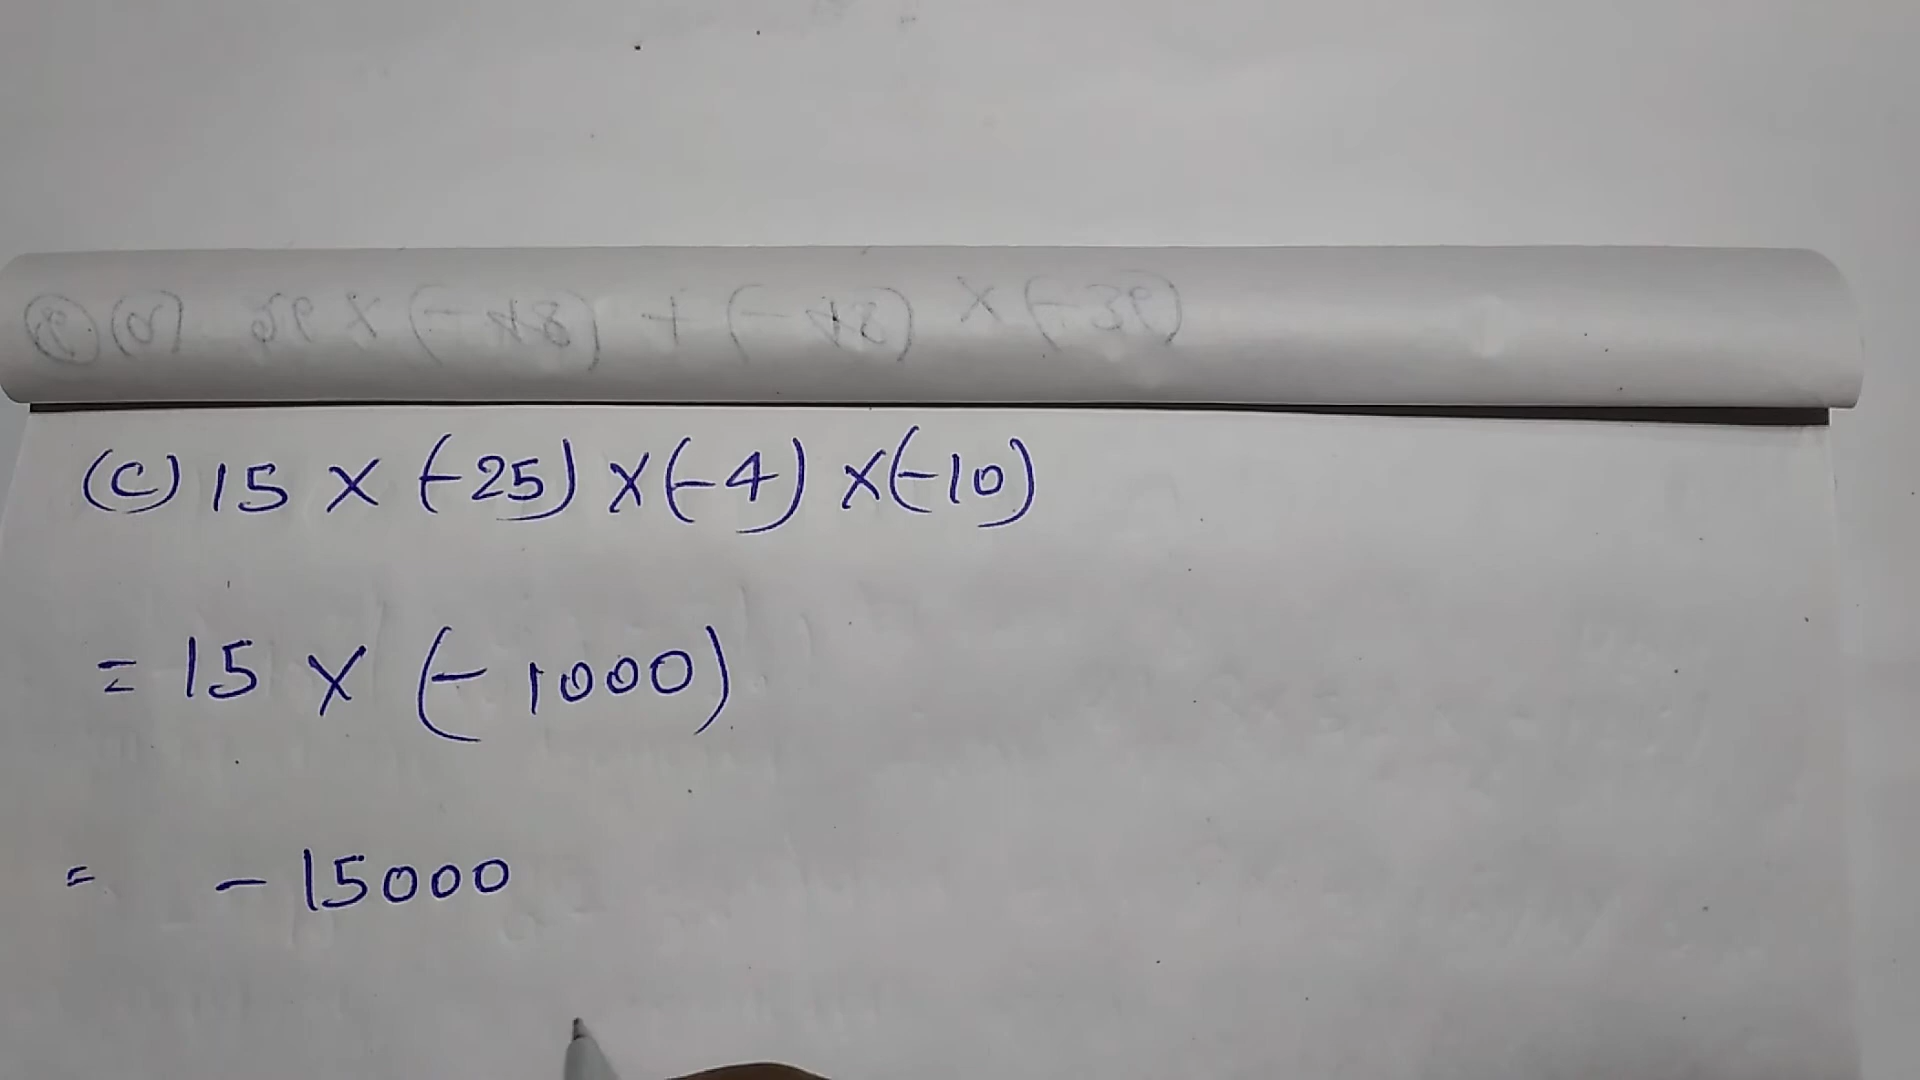 (C) 15 × (-25) × (-4) × (-10)
= 15 × (- 1000)
= - 15000